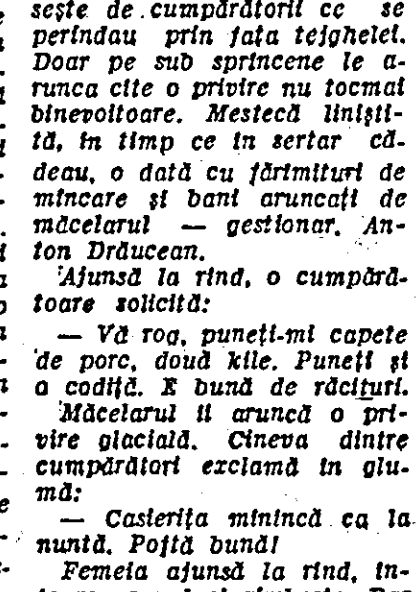 sește de cumpărătorii ce se
perindau prin fața tejghelei.
Doar pe sub sprîncene le a-
runca cîte o privire nu tocmai
binevoitoare. Mestecă liniști-
tă, în timp ce în sertar că-
deau, o dată cu fărîmituri de
mîncare și bani aruncați de
măcelarul — gestionar. An-
ton Drăucean.
Ajunsă la rînd, o cumpără-
toare solicită:
— Vă rog, puneți-mi capete
de porc, două kile. Puneți și
o codiță. E bună de răcituri.
Măcelarul îi aruncă o pri-
vire glacială. Cineva dintre
cumpărători exclamă în glu-
mă:
— Casierița mînîncă ca la
nuntă. Poftă bună!
Femeia ajunsă la rînd, în-